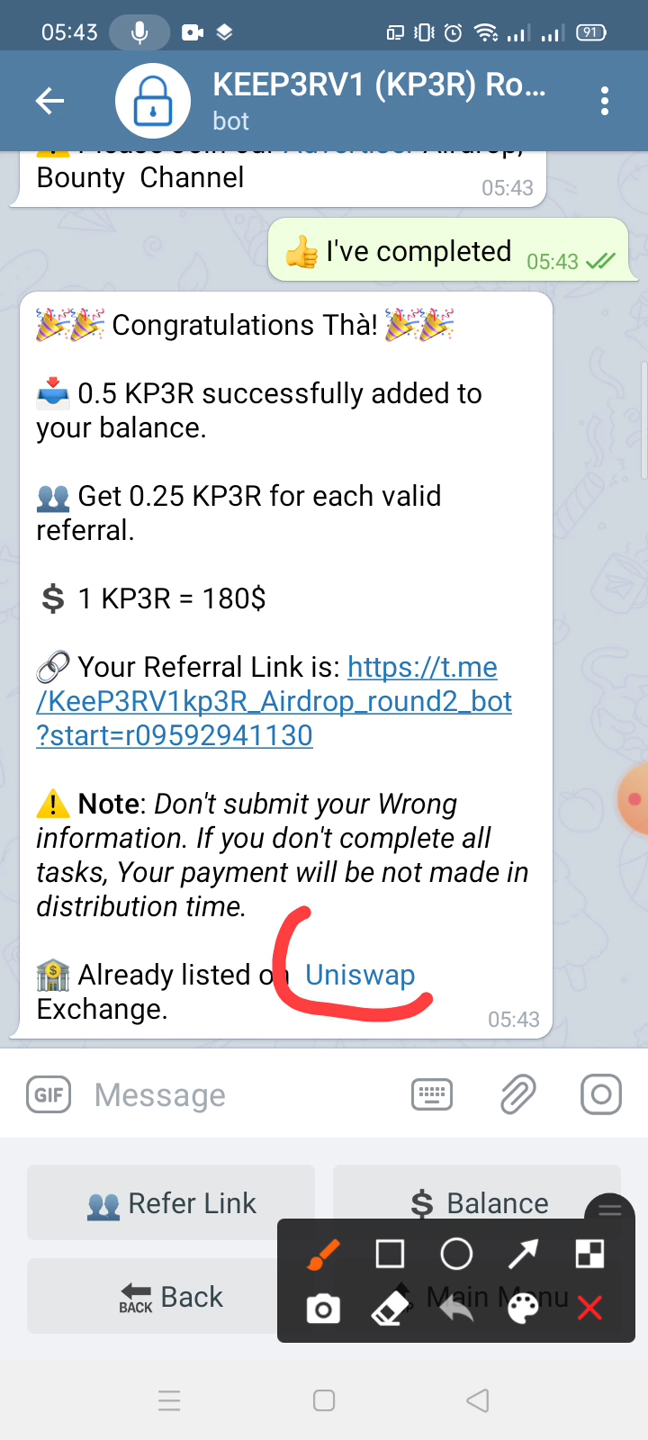 05:43
91
KEEP3RV1 (KP3R) Ro...
bot
Bounty Channel
05:43
👍 I've completed 05:43
🎉🎉 Congratulations Thà! 🎉🎉
📥 0.5 KP3R successfully added to
your balance.
👥 Get 0.25 KP3R for each valid
referral.
💲 1 KP3R = 180$
🔗 Your Referral Link is: https://t.me
/KeeP3RV1kp3R_Airdrop_round2_bot
?start=r09592941130
⚠️ Note: Don't submit your Wrong
information. If you don't complete all
tasks, Your payment will be not made in
distribution time.
🏦 Already listed on Uniswap
Exchange.
05:43
GIF Message
👥 Refer Link
💲 Balance
BACK Back
Main Menu